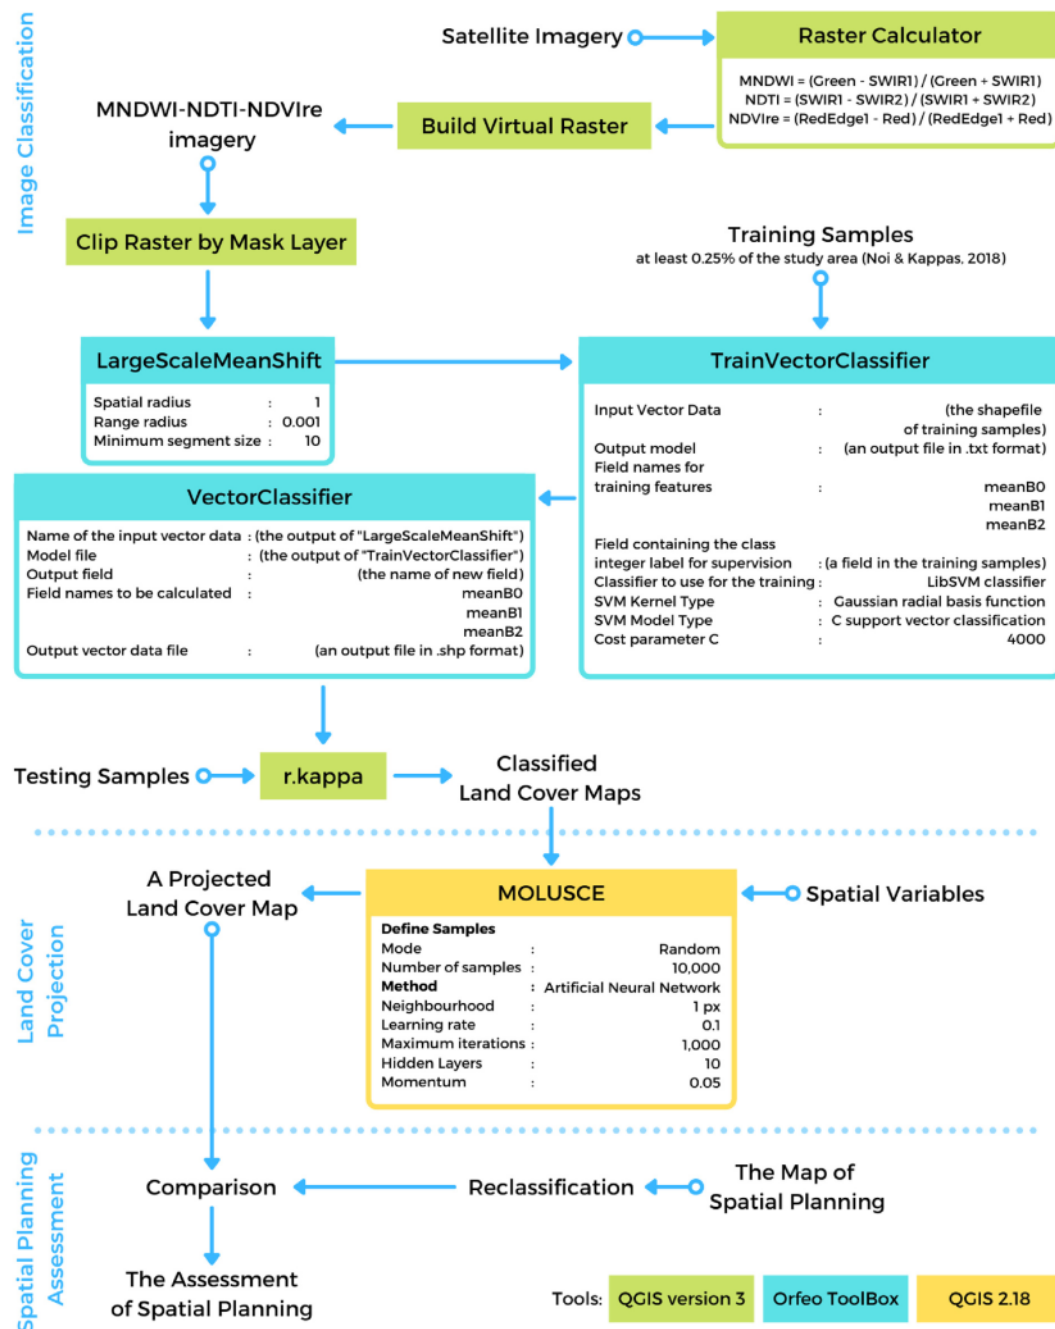 Image Classification
Satellite Imagery
Raster Calculator
MNDWI = (Green - SWIR1) / (Green + SWIR1)
NDTI = (SWIR1 - SWIR2) / (SWIR1 + SWIR2)
NDVIre = (RedEdge1 - Red) / (RedEdge1 + Red)
Build Virtual Raster
MNDWI-NDTI-NDVIre
imagery
Clip Raster by Mask Layer
Training Samples
at least 0.25% of the study area (Noi & Kappas, 2018)
LargeScaleMeanShift
Spatial radius : 1
Range radius : 0.001
Minimum segment size : 10
TrainVectorClassifier
Input Vector Data : (the shapefile
of training samples)
Output model : (an output file in .txt format)
Field names for
training features : meanB0
meanB1
meanB2
Field containing the class
integer label for supervision : (a field in the training samples)
Classifier to use for the training : LibSVM classifier
SVM Kernel Type : Gaussian radial basis function
SVM Model Type : C support vector classification
Cost parameter C : 4000
VectorClassifier
Name of the input vector data : (the output of "LargeScaleMeanShift")
Model file : (the output of "TrainVectorClassifier")
Output field : (the name of new field)
Field names to be calculated : meanB0
meanB1
meanB2
Output vector data file : (an output file in .shp format)
Testing Samples
r.kappa
Classified
Land Cover Maps
Land Cover
Projection
A Projected
Land Cover Map
MOLUSCE
Define Samples
Mode : Random
Number of samples : 10,000
Method : Artificial Neural Network
Neighbourhood : 1 px
Learning rate : 0.1
Maximum iterations : 1,000
Hidden Layers : 10
Momentum : 0.05
Spatial Variables
Spatial Planning
Assessment
Comparison
Reclassification
The Map of
Spatial Planning
The Assessment
of Spatial Planning
Tools: QGIS version 3 Orfeo ToolBox QGIS 2.18